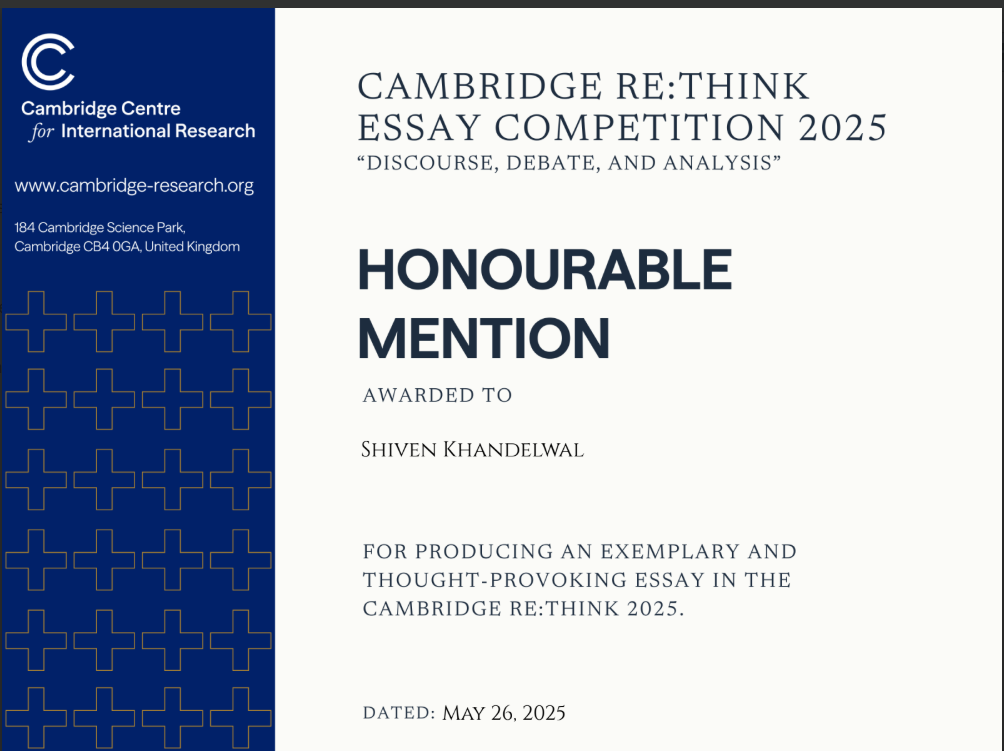 Cambridge Centre
for International Research
www.cambridge-research.org
184 Cambridge Science Park,
Cambridge CB4 0GA, United Kingdom
CAMBRIDGE RE:THINK
ESSAY COMPETITION 2025
“DISCOURSE, DEBATE, AND ANALYSIS”
HONOURABLE
MENTION
AWARDED TO
Shiven Khandelwal
FOR PRODUCING AN EXEMPLARY AND
THOUGHT-PROVOKING ESSAY IN THE
CAMBRIDGE RE:THINK 2025.
DATED: May 26, 2025